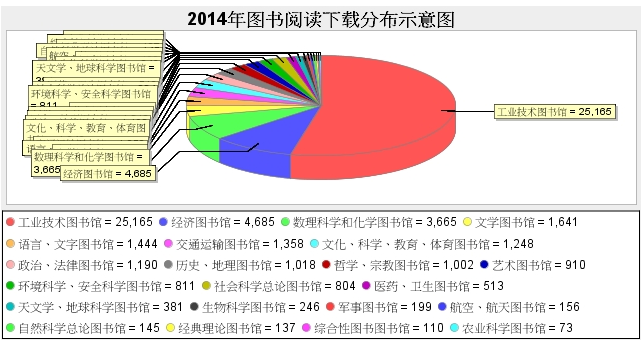 2014年图书阅读下载分布示意图
航空、
天文学、地球科学图书馆 =
环境科学、安全科学图书馆
= 811
文化、科学、教育、体育图
数理科学和化学图书馆 =
3,665
经济图书馆 = 4,685
工业技术图书馆 = 25,165
工业技术图书馆 = 25,165 经济图书馆 = 4,685 数理科学和化学图书馆 = 3,665 文学图书馆 = 1,641
语言、文字图书馆 = 1,444 交通运输图书馆 = 1,358 文化、科学、教育、体育图书馆 = 1,248
政治、法律图书馆 = 1,190 历史、地理图书馆 = 1,018 哲学、宗教图书馆 = 1,002 艺术图书馆 = 910
环境科学、安全科学图书馆 = 811 社会科学总论图书馆 = 804 医药、卫生图书馆 = 513
天文学、地球科学图书馆 = 381 生物科学图书馆 = 246 军事图书馆 = 199 航空、航天图书馆 = 156
自然科学总论图书馆 = 145 经典理论图书馆 = 137 综合性图书图书馆 = 110 农业科学图书馆 = 73